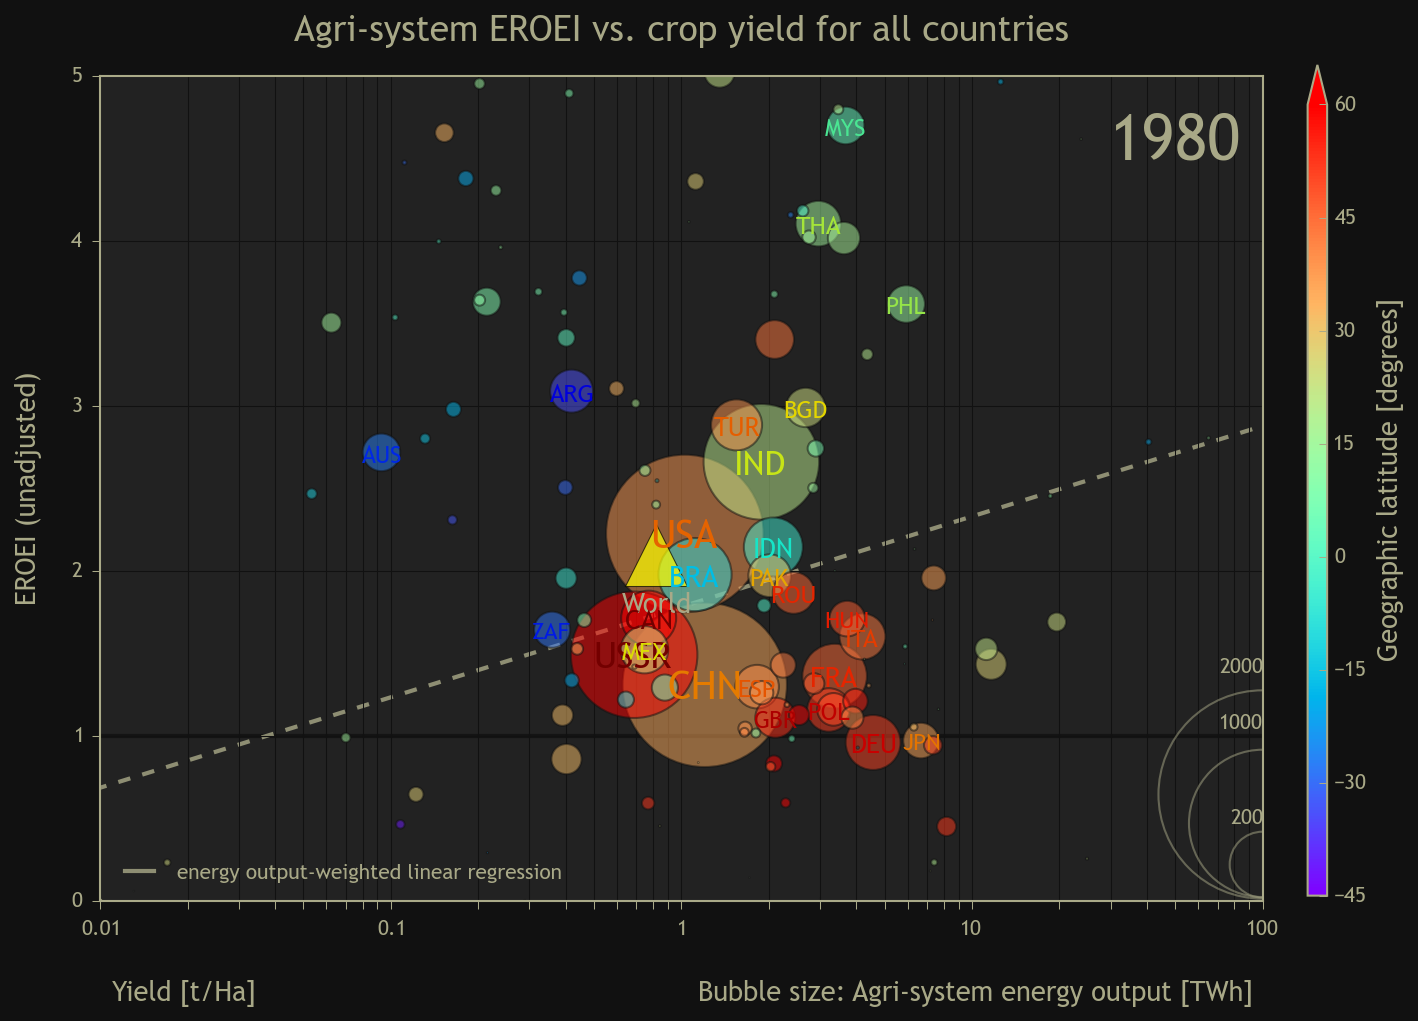 Agri-system EROEI vs. crop yield for all countries
1980
EROEI (unadjusted)
5
4
3
2
1
0
MYS
THA
PHL
ARG
BGD
TUR
AUS
IND
USA
IDN
BRA
PAK
ROU
World
CAN
HUN
ZAF
ITA
MEX
USSR
FRA
CHN
ESP
POL
GBR
DEU
JPN
2000
1000
200
energy output-weighted linear regression
0.01
0.1
1
10
100
Yield [t/Ha]
Bubble size: Agri-system energy output [TWh]
60
45
30
15
0
−15
−30
−45
Geographic latitude [degrees]